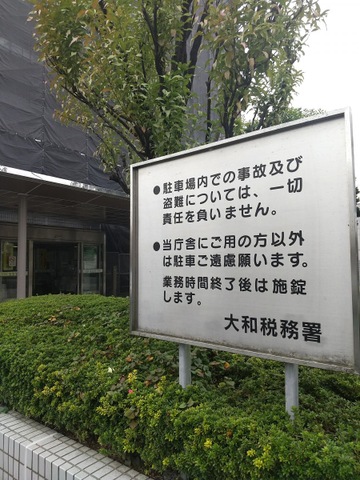 ●駐車場内での事故及び
盗難については、一切
責任を負いません。
●当庁舎にご用の方以外
は駐車ご遠慮願います。
業務時間終了後は施錠
します。
大和税務署